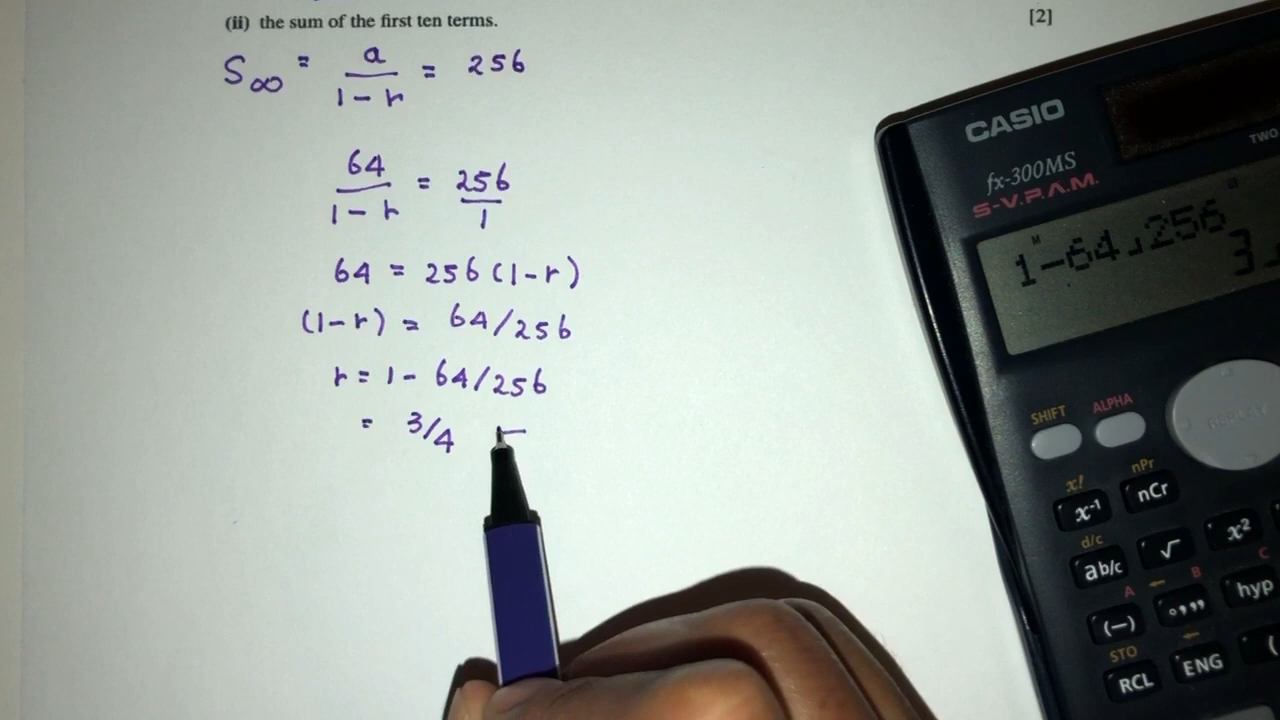 (ii) the sum of the first ten terms. [2]
S∞ = a/(1-r) = 256
64/(1-r) = 256/1
64 = 256(1-r)
(1-r) = 64/256
r = 1 - 64/256
= 3/4
CASIO
TWO
fx-300MS
S-V.P.A.M.
M D
1-64⌟256
3⌟
SHIFT ALPHA
x! nPr
x⁻¹ nCr
d/c
ab/c √ x²
A B C
(−) °,,, hyp
STO ←
RCL ENG (